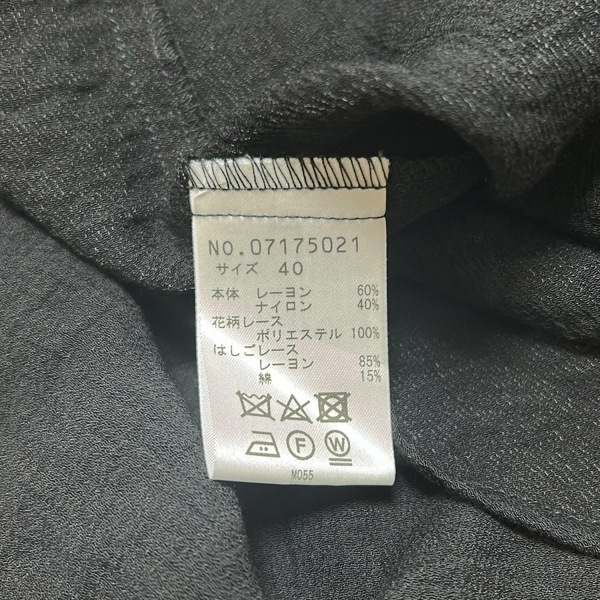 NO.07175021
サイズ 40
本体 レーヨン 60%
ナイロン 40%
花柄レース
ポリエステル 100%
はしごレース
レーヨン 85%
綿 15%
F W
M055